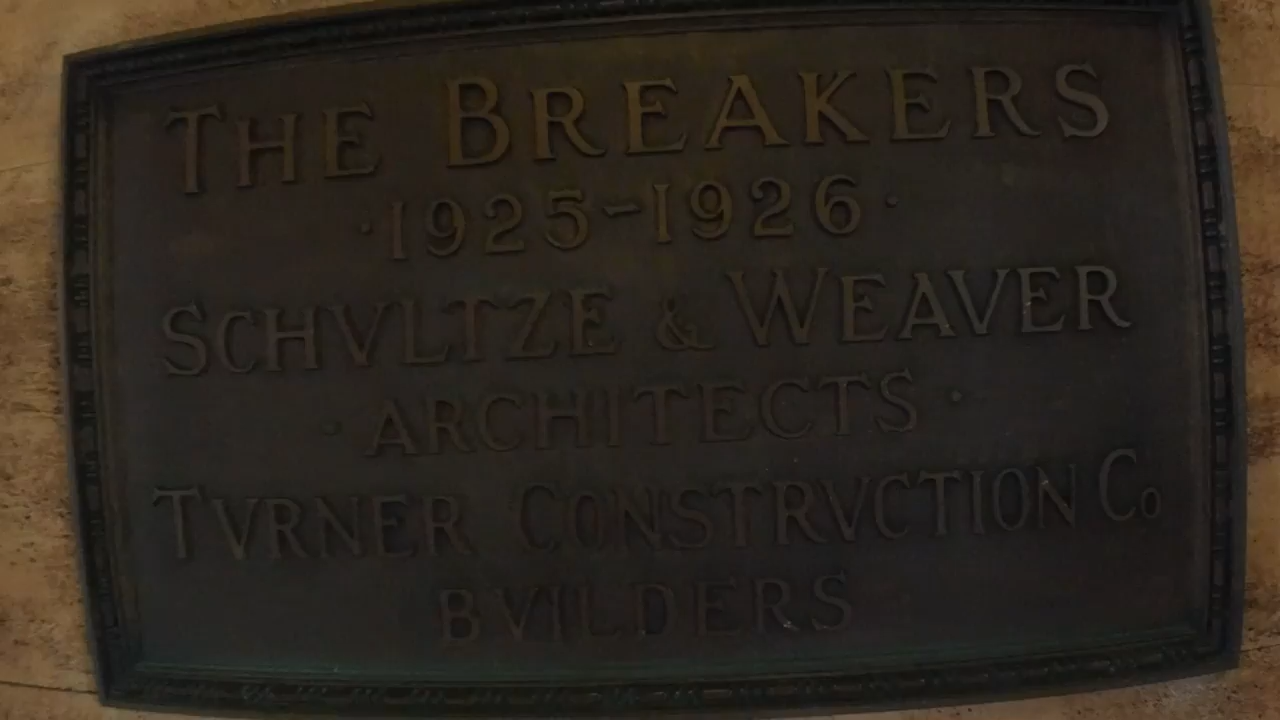 THE BREAKERS
·1925-1926·
SCHVLTZE & WEAVER
·ARCHITECTS·
TVRNER CONSTRVCTION Co
BVILDERS